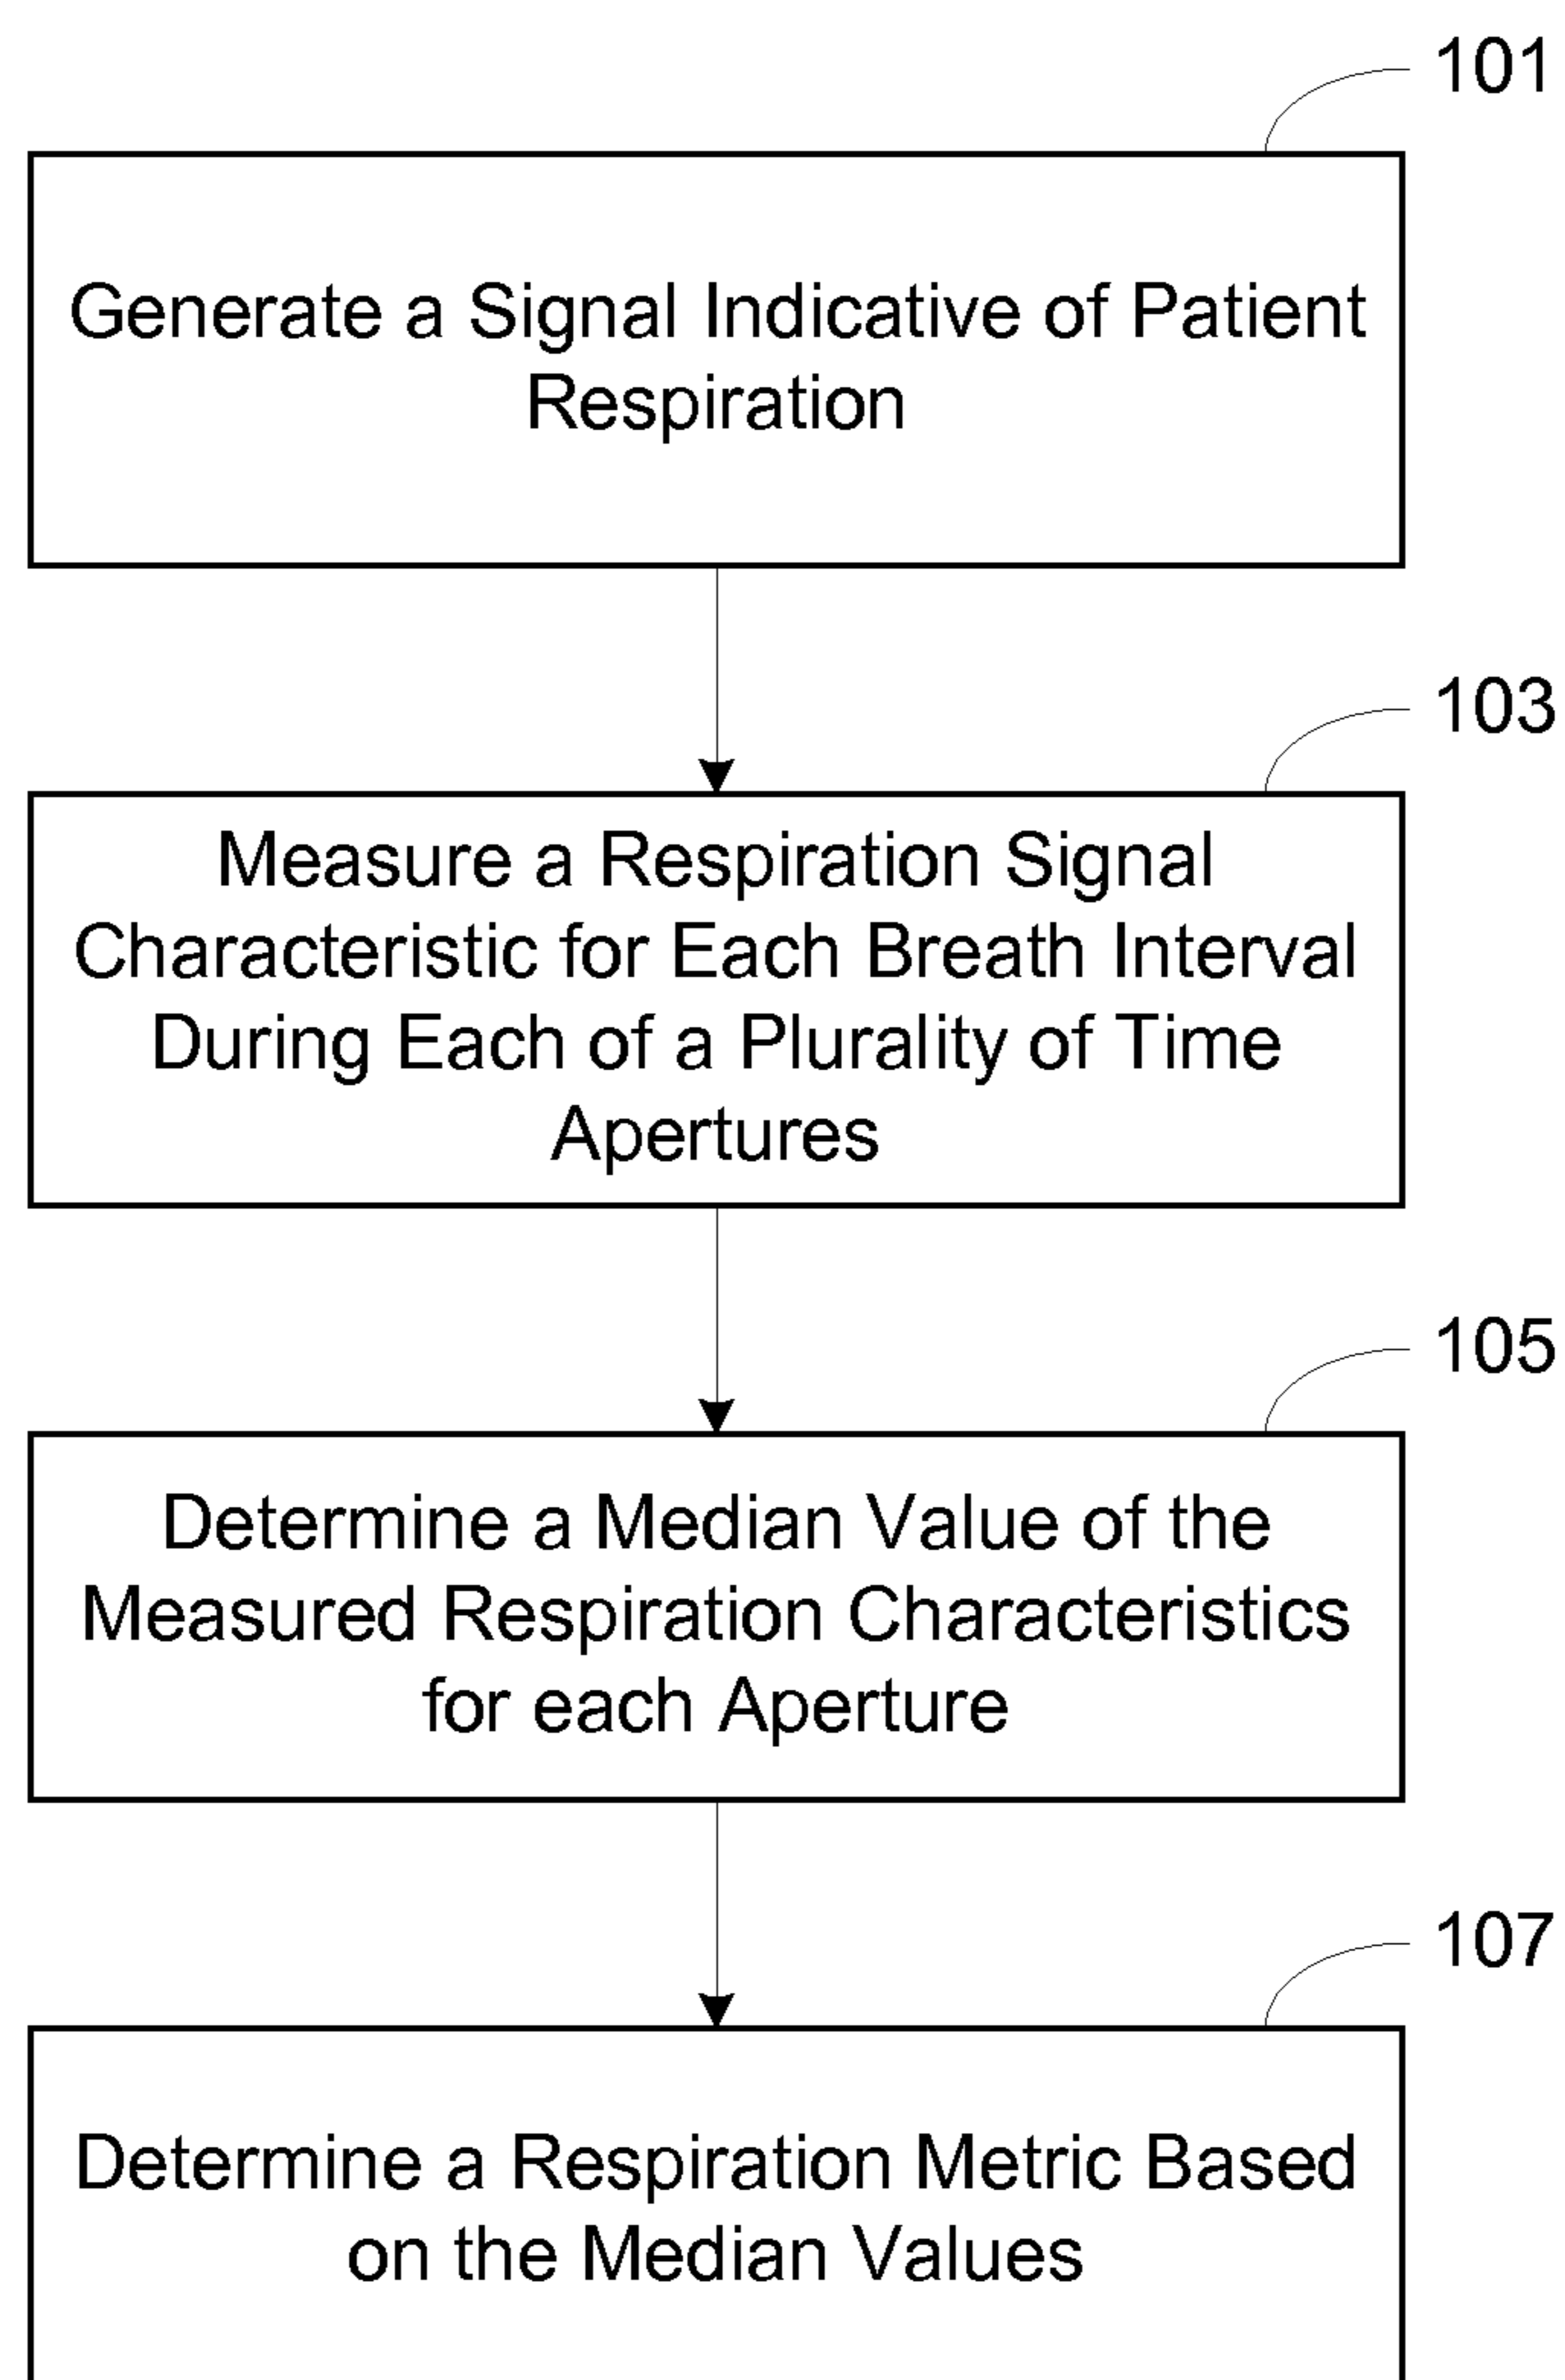 101
Generate a Signal Indicative of Patient
Respiration
103
Measure a Respiration Signal
Characteristic for Each Breath Interval
During Each of a Plurality of Time
Apertures
105
Determine a Median Value of the
Measured Respiration Characteristics
for each Aperture
107
Determine a Respiration Metric Based
on the Median Values